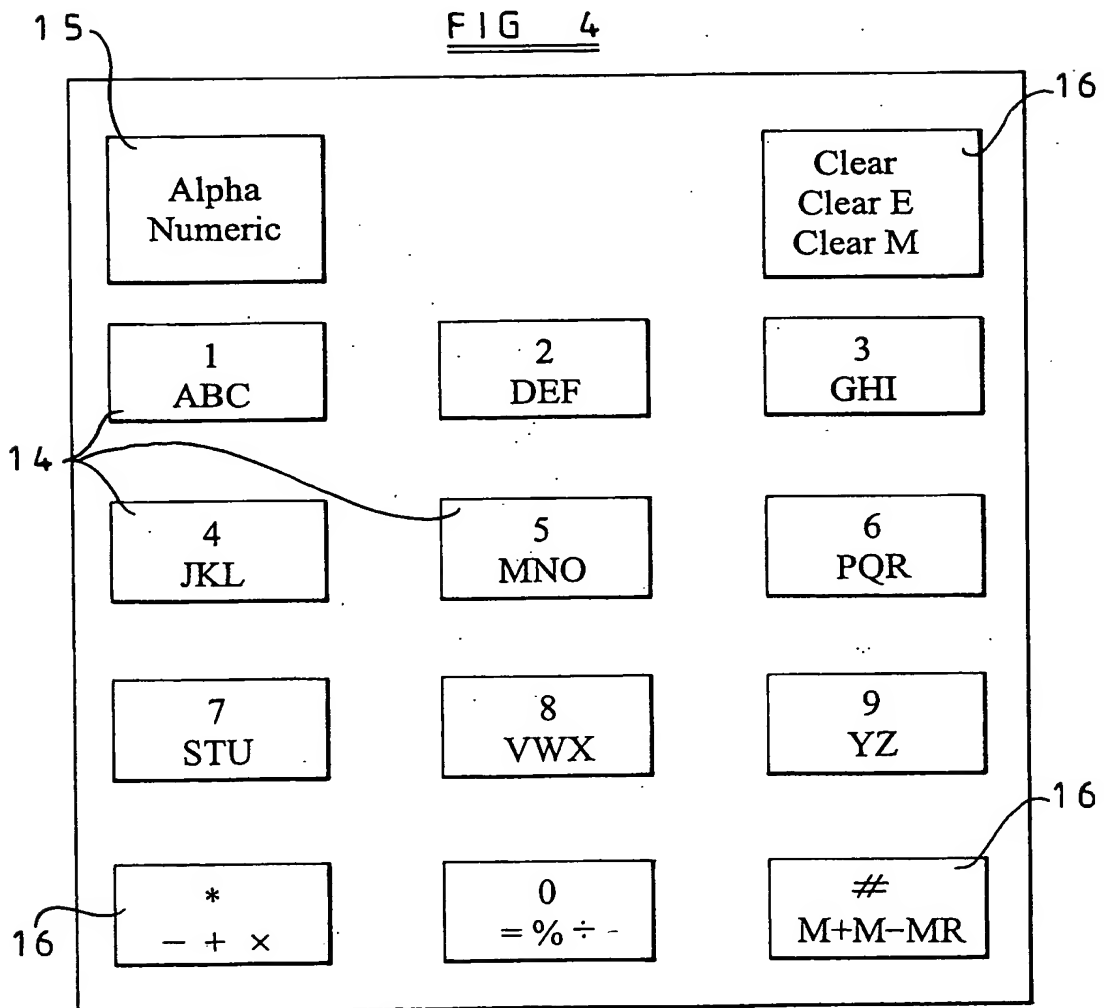 FIG 4
15
16
Alpha
Numeric
Clear
Clear E
Clear M
1
ABC
2
DEF
3
GHI
14
4
JKL
5
MNO
6
PQR
7
STU
8
VWX
9
YZ
16
*
− + ×
0
= % ÷ -
#
M+M−MR
16